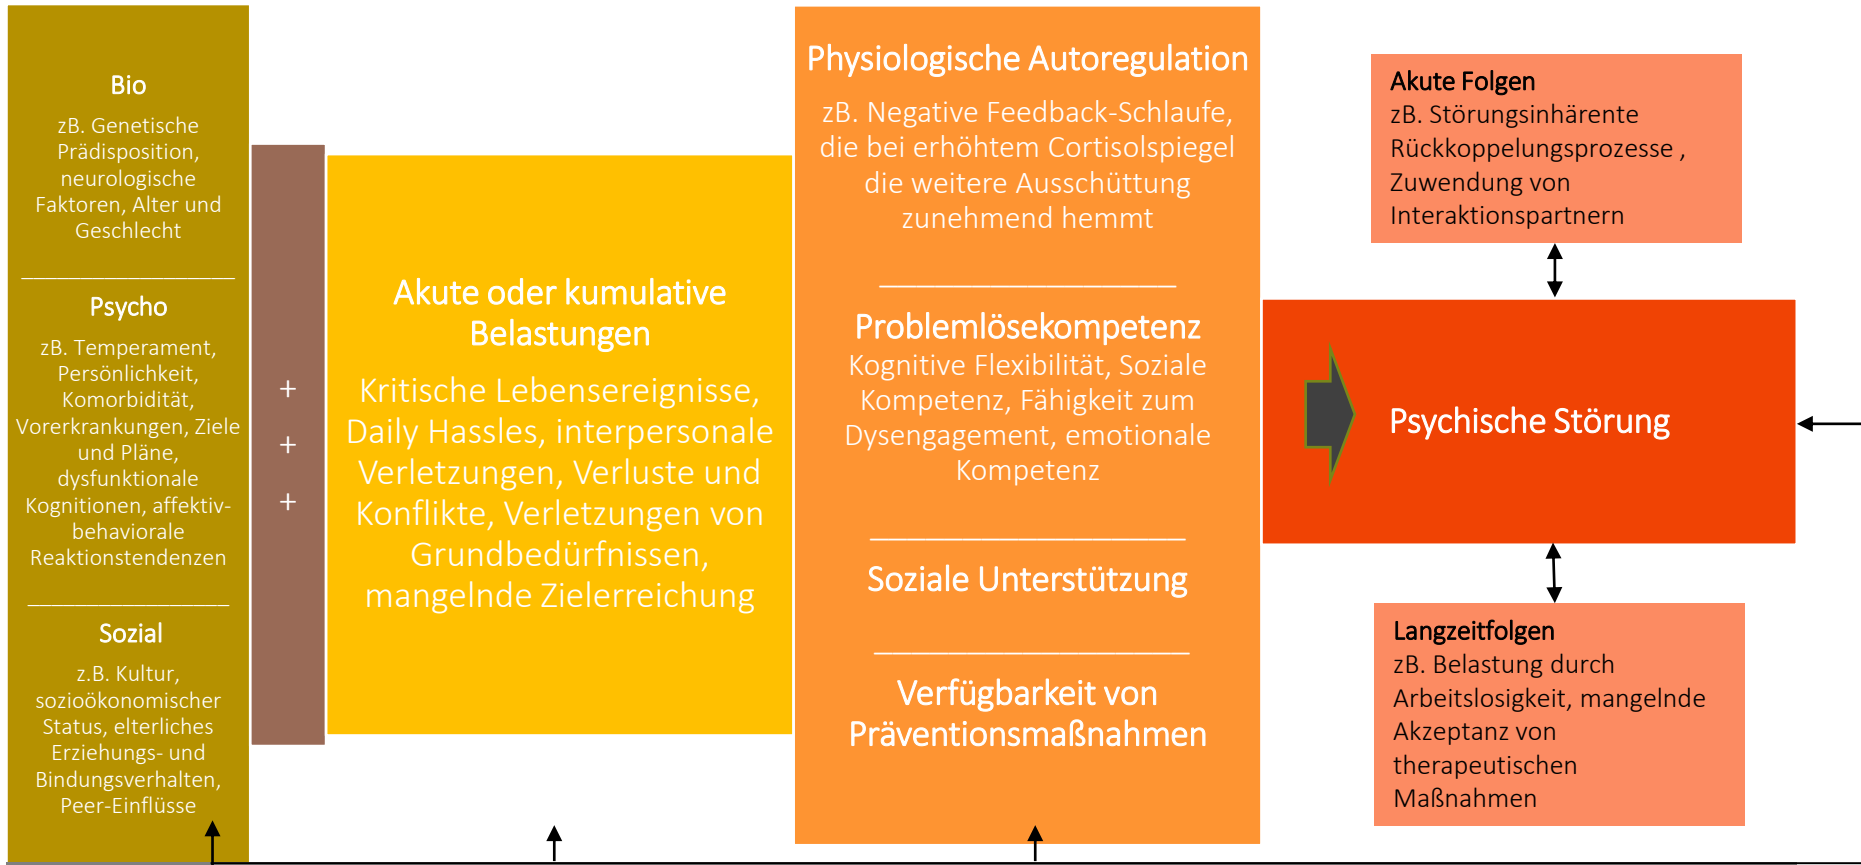 Bio
zB. Genetische
Prädisposition,
neurologische
Faktoren, Alter und
Geschlecht
Psycho
zB. Temperament,
Persönlichkeit,
Komorbidität,
Vorerkrankungen, Ziele
und Pläne,
dysfunktionale
Kognitionen, affektiv-
behaviorale
Reaktionstendenzen
Sozial
z.B. Kultur,
sozioökonomischer
Status, elterliches
Erziehungs- und
Bindungsverhalten,
Peer-Einflüsse
+
+
+
Akute oder kumulative
Belastungen
Kritische Lebensereignisse,
Daily Hassles, interpersonale
Verletzungen, Verluste und
Konflikte, Verletzungen von
Grundbedürfnissen,
mangelnde Zielerreichung
Physiologische Autoregulation
zB. Negative Feedback-Schlaufe,
die bei erhöhtem Cortisolspiegel
die weitere Ausschüttung
zunehmend hemmt
Problemlösekompetenz
Kognitive Flexibilität, Soziale
Kompetenz, Fähigkeit zum
Dysengagement, emotionale
Kompetenz
Soziale Unterstützung
Verfügbarkeit von
Präventionsmaßnahmen
Akute Folgen
zB. Störungsinhärente
Rückkoppelungsprozesse ,
Zuwendung von
Interaktionspartnern
Psychische Störung
Langzeitfolgen
zB. Belastung durch
Arbeitslosigkeit, mangelnde
Akzeptanz von
therapeutischen
Maßnahmen